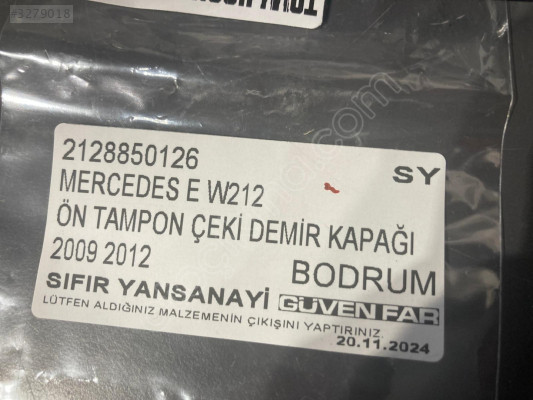 #3279018
2128850126
SY
MERCEDES E W212
ÖN TAMPON ÇEKİ DEMİR KAPAĞI
2009 2012
BODRUM
SIFIR YANSANAYİ GÜVEN FAR
LÜTFEN ALDIĞINIZ MALZEMENİN ÇIKIŞINI YAPTIRINIZ.
20.11.2024